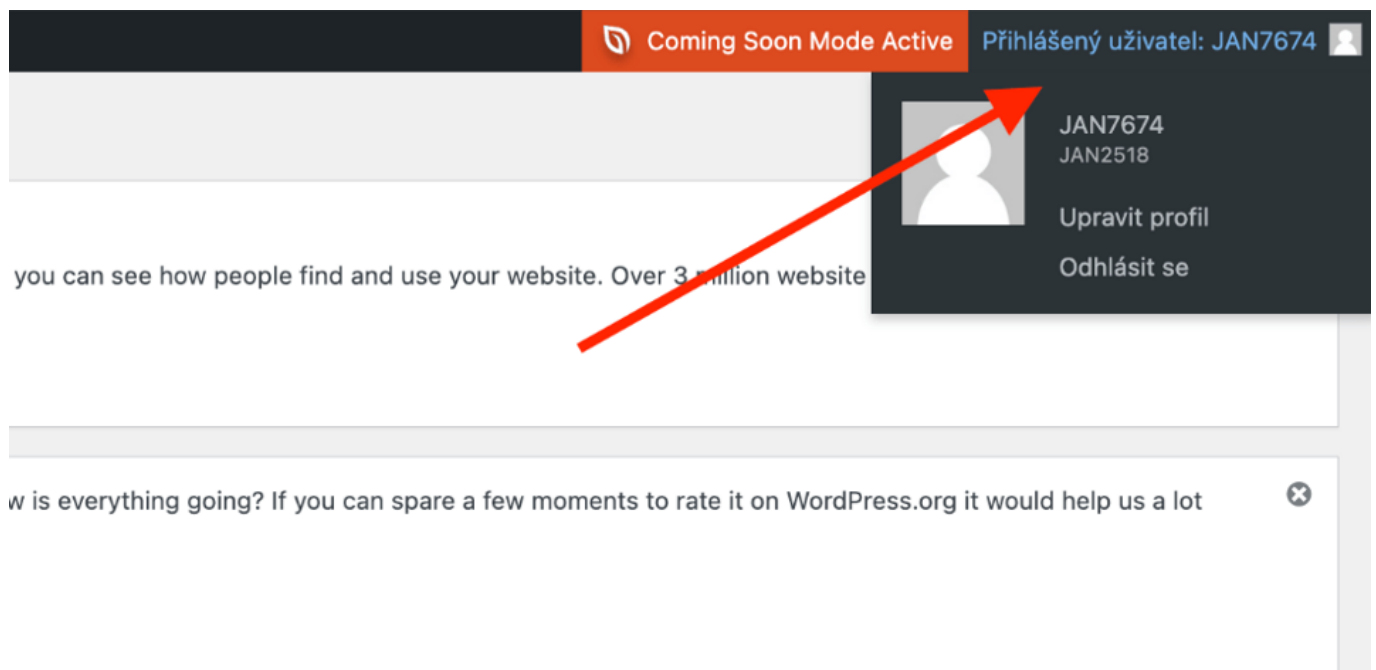 Coming Soon Mode Active
Přihlášený uživatel: JAN7674
JAN7674
JAN2518
Upravit profil
Odhlásit se
you can see how people find and use your website. Over 3 million website
w is everything going? If you can spare a few moments to rate it on WordPress.org it would help us a lot